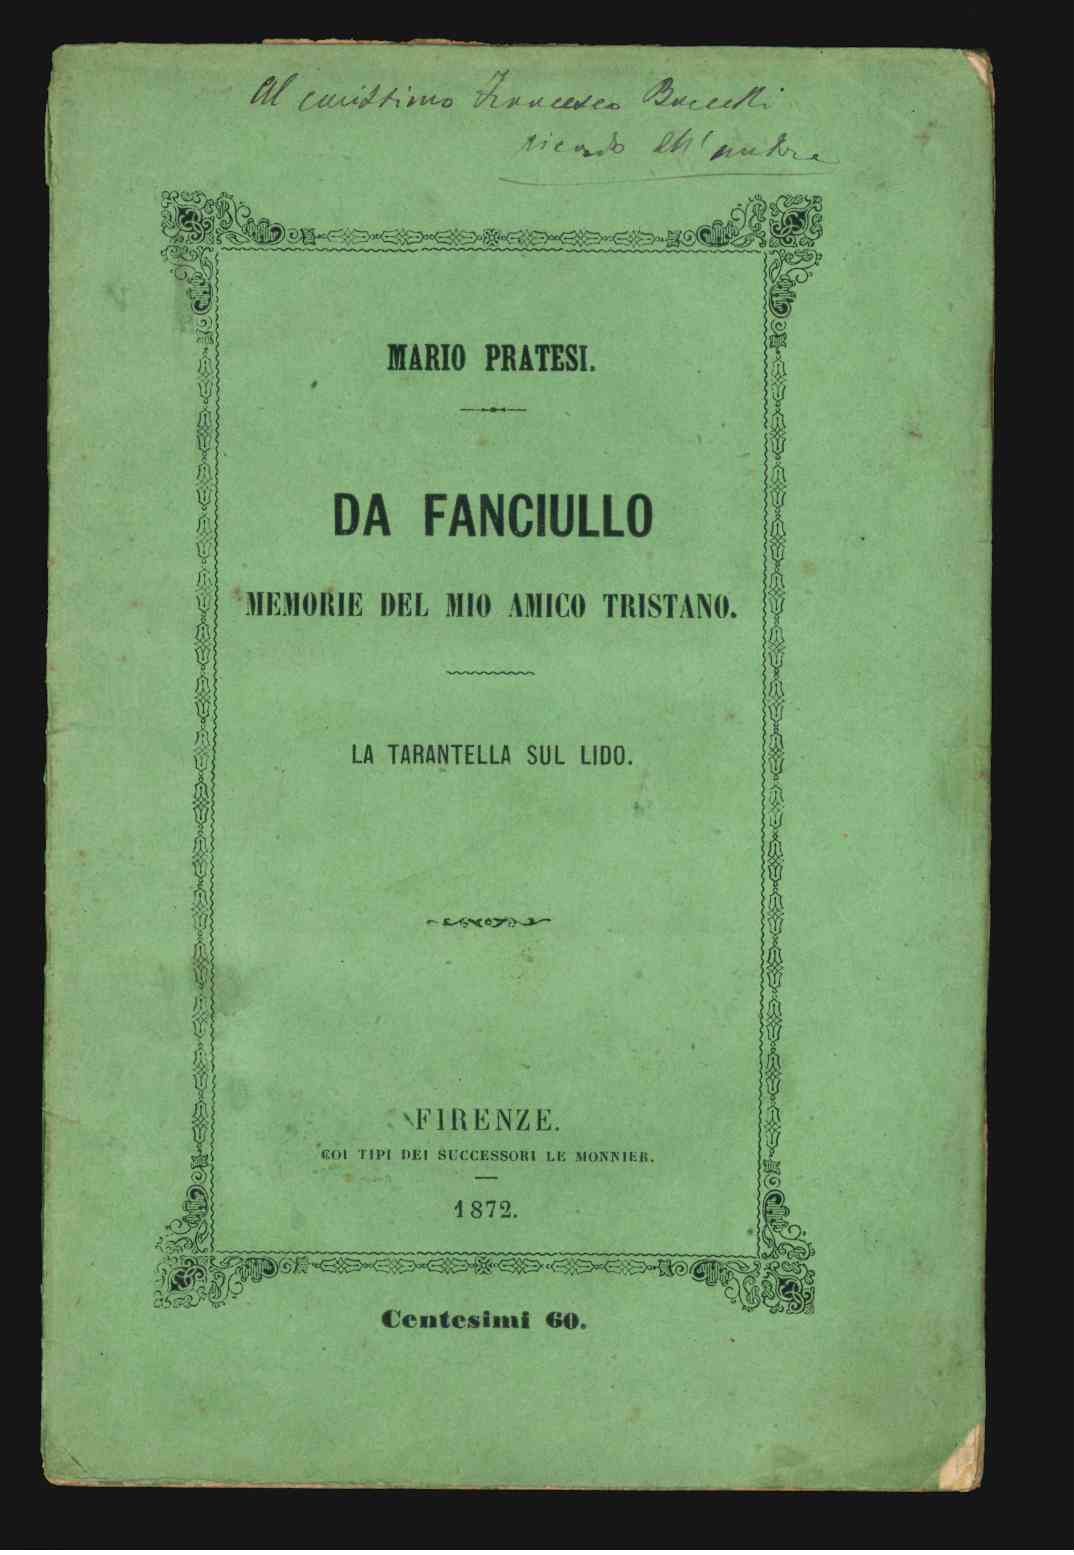 Al carissimo Francesco
ricordo dell'autore
MARIO PRATESI.
DA FANCIULLO
MEMORIE DEL MIO AMICO TRISTANO.
LA TARANTELLA SUL LIDO.
FIRENZE.
COI TIPI DEI SUCCESSORI LE MONNIER.
1872.
Centesimi 60.